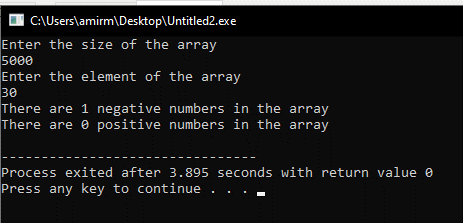 C:\Users\amirm\Desktop\Untitled2.exe
Enter the size of the array
5000
Enter the element of the array
30
There are 1 negative numbers in the array
There are 0 positive numbers in the array
--------------------------------
Process exited after 3.895 seconds with return value 0
Press any key to continue . . .